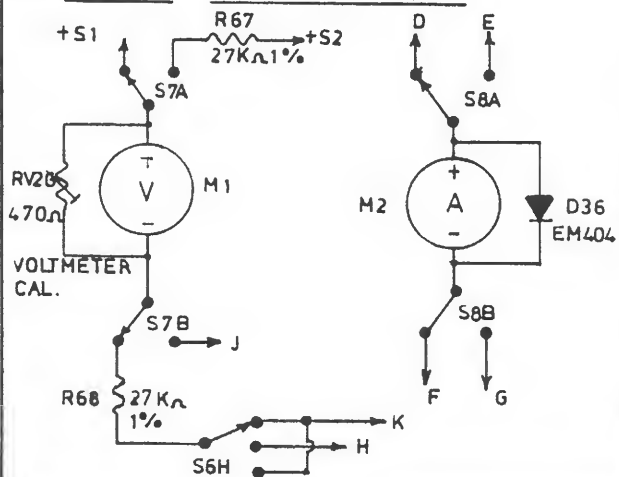 R67
+S1
+S2
27KΩ 1%
D
E
S7A
S8A
+
V
-
M1
RV20
470Ω
VOLTMETER
CAL.
+
A
-
M2
D36
EM404
S7B
J
S8B
R68
27KΩ
1%
F
G
K
H
S6H